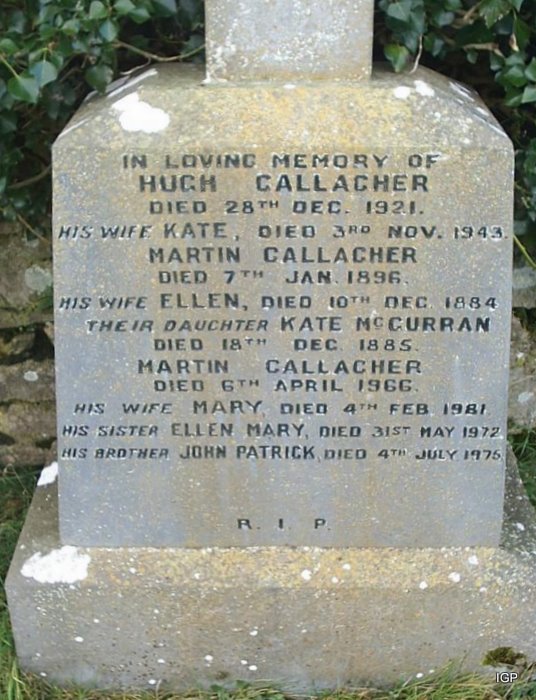 IN LOVING MEMORY OF
HUGH GALLAGHER
DIED 28TH DEC. 1921.
HIS WIFE KATE, DIED 3RD NOV. 1943.
MARTIN GALLAGHER
DIED 7TH JAN. 1896.
HIS WIFE ELLEN, DIED 10TH DEC. 1884
THEIR DAUGHTER KATE McGURRAN
DIED 18TH DEC. 1885.
MARTIN GALLAGHER
DIED 6TH APRIL 1966.
HIS WIFE MARY, DIED 4TH FEB. 1981.
HIS SISTER ELLEN MARY, DIED 31ST MAY 1972
HIS BROTHER JOHN PATRICK, DIED 4TH JULY, 1975
R. I. P.
IGP